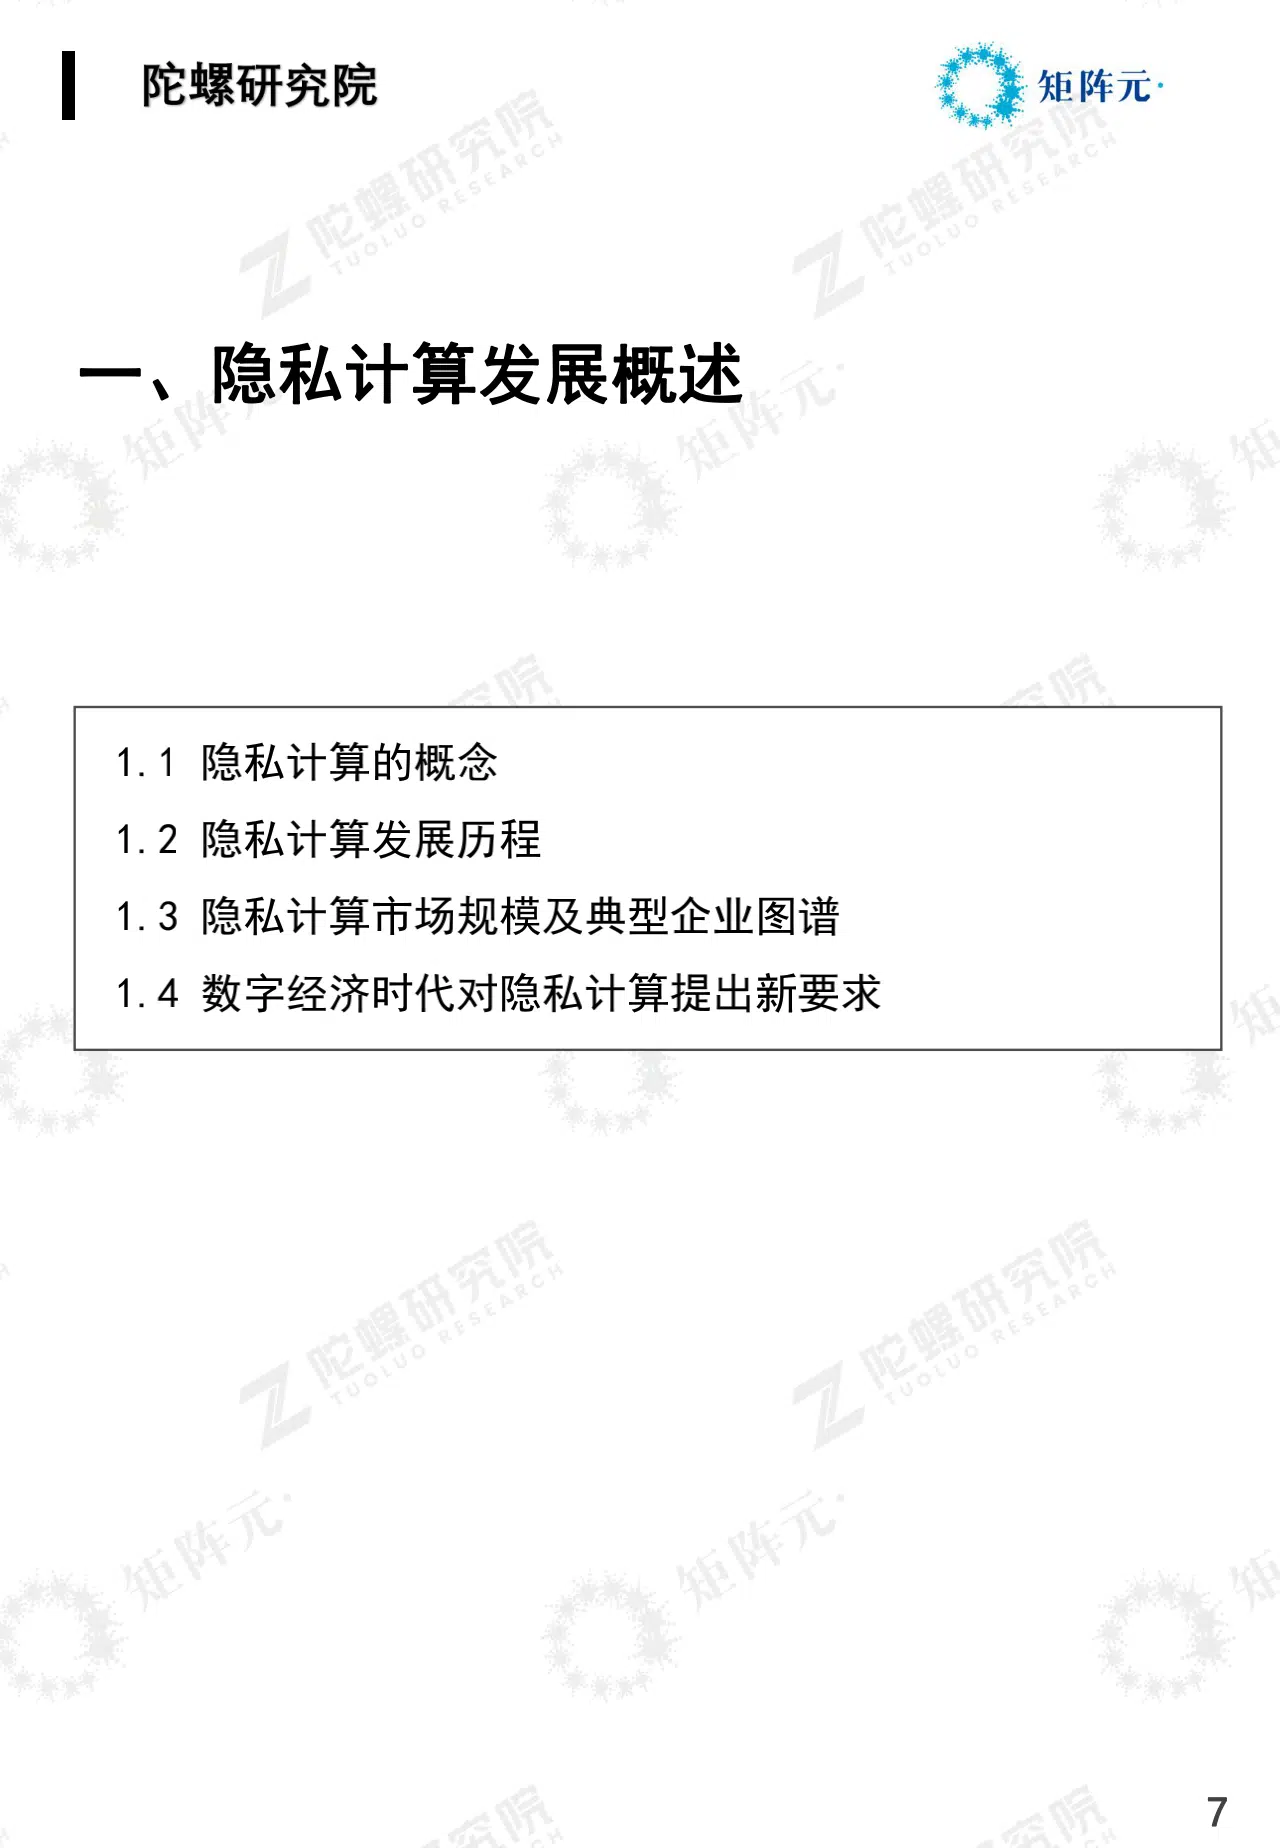 陀螺研究院
矩阵元
一、隐私计算发展概述
1.1 隐私计算的概念
1.2 隐私计算发展历程
1.3 隐私计算市场规模及典型企业图谱
1.4 数字经济时代对隐私计算提出新要求
7